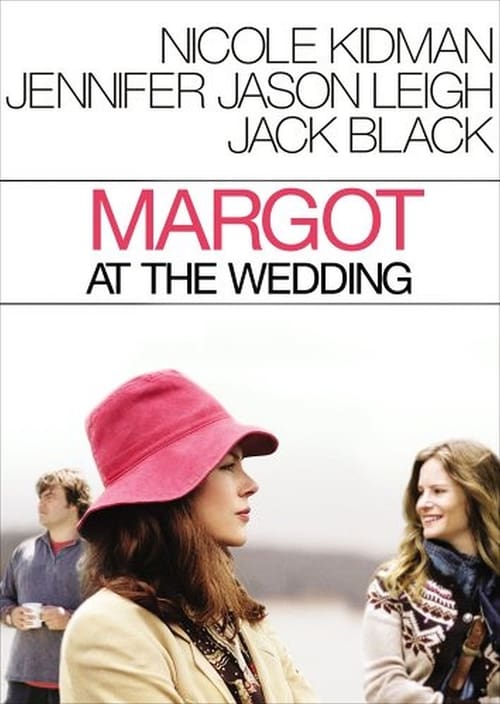 NICOLE KIDMAN
JENNIFER JASON LEIGH
JACK BLACK
MARGOT
AT THE WEDDING